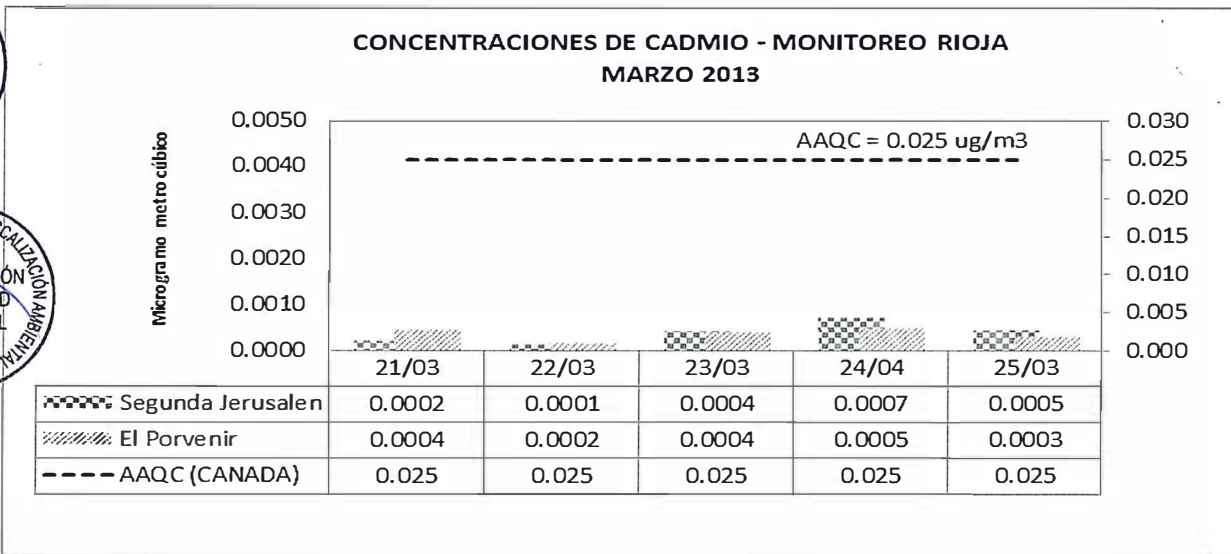 CONCENTRACIONES DE CADMIO - MONITOREO RIOJA
MARZO 2013
Microgramo metro cúbico
0.0050
0.0040
0.0030
0.0020
0.0010
0.0000
AAQC = 0.025 ug/m3
0.030
0.025
0.020
0.015
0.010
0.005
0.000
21/03 22/03 23/03 24/04 25/03
Segunda Jerusalen 0.0002 0.0001 0.0004 0.0007 0.0005
El Porvenir 0.0004 0.0002 0.0004 0.0005 0.0003
AAQC (CANADA) 0.025 0.025 0.025 0.025 0.025
AMBIENTAL